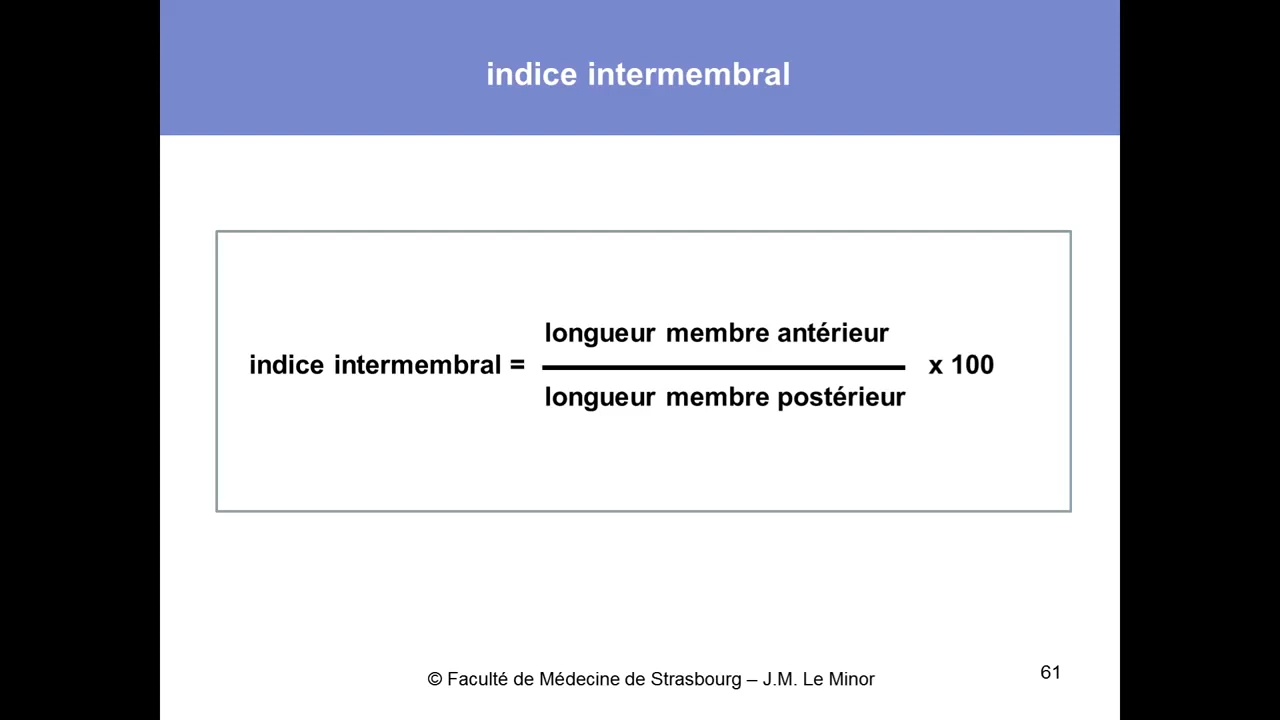 indice intermembral
longueur membre antérieur
indice intermembral = x 100
longueur membre postérieur
© Faculté de Médecine de Strasbourg – J.M. Le Minor
61